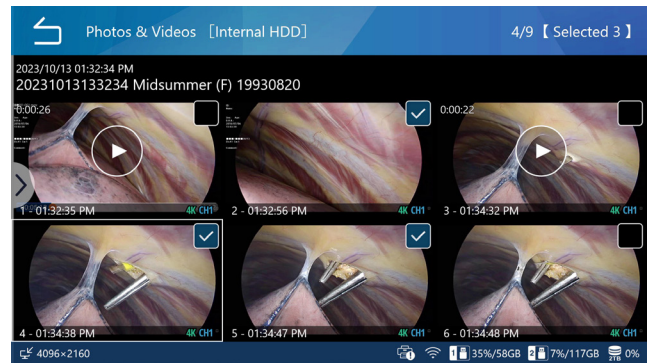 Photos & Videos [Internal HDD]
4/9 【 Selected 3 】
2023/10/13 01:32:34 PM
20231013133234 Midsummer (F) 19930820
0:00:26
0:00:22
1 - 01:32:35 PM 4K CH1
2 - 01:32:56 PM 4K CH1
3 - 01:34:32 PM 4K CH1
4 - 01:34:38 PM 4K CH1
5 - 01:34:47 PM 4K CH1
6 - 01:34:48 PM 4K CH1
4096×2160
1 35%/58GB 2 7%/117GB 2TB 0%